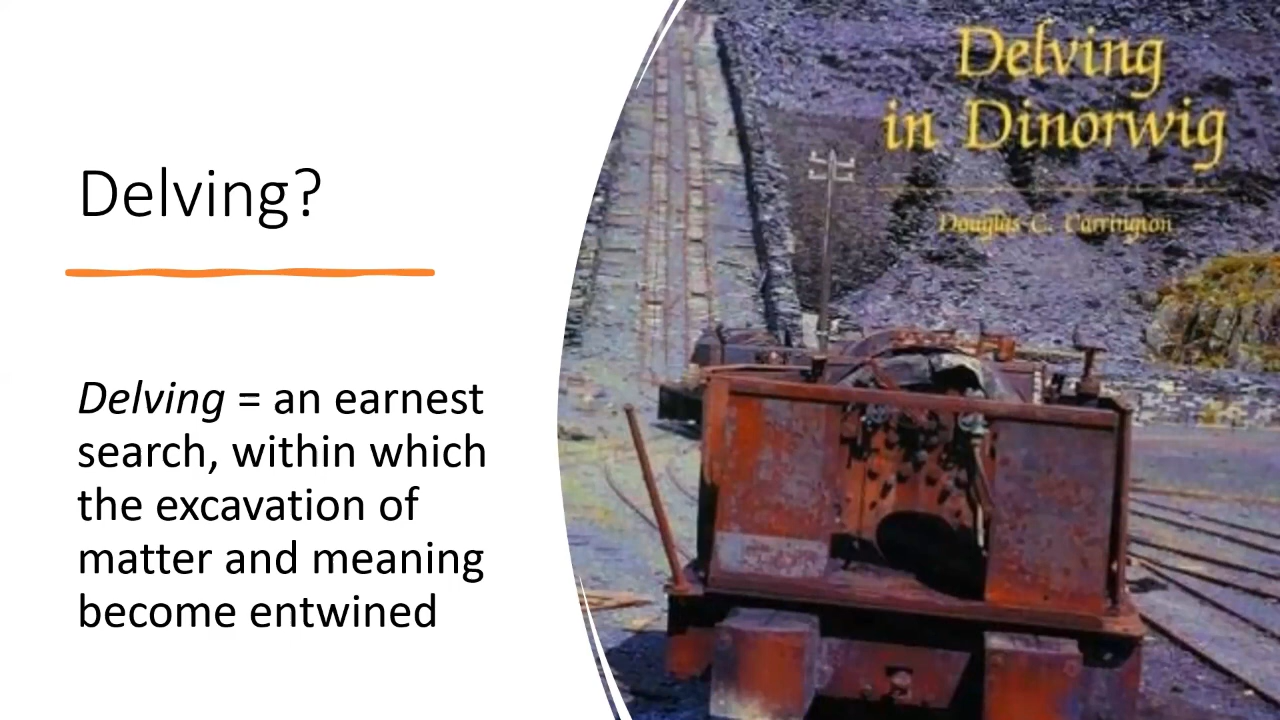 Delving?
Delving = an earnest
search, within which
the excavation of
matter and meaning
become entwined
Delving
in Dinorwig
Douglas C. Carrington